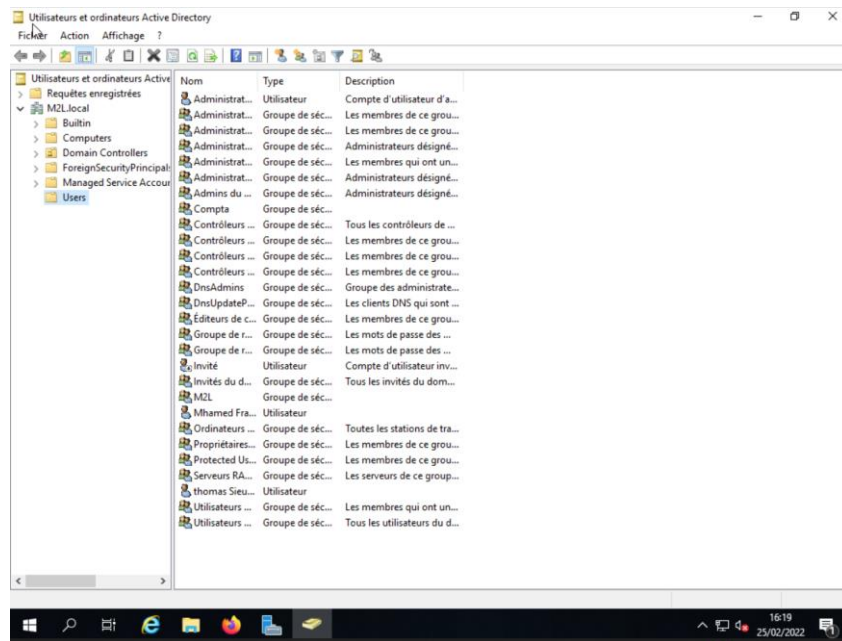 Utilisateurs et ordinateurs Active Directory
Fichier Action Affichage ?
Utilisateurs et ordinateurs Active
Requêtes enregistrées
M2L.local
Builtin
Computers
Domain Controllers
ForeignSecurityPrincipals
Managed Service Accour
Users
Nom Type Description
Administrat... Utilisateur Compte d'utilisateur d'a...
Administrat... Groupe de séc... Les membres de ce grou...
Administrat... Groupe de séc... Les membres de ce grou...
Administrat... Groupe de séc... Administrateurs désigné...
Administrat... Groupe de séc... Les membres qui ont un...
Administrat... Groupe de séc... Administrateurs désigné...
Admins du ... Groupe de séc... Administrateurs désigné...
Compta Groupe de séc...
Contrôleurs ... Groupe de séc... Tous les contrôleurs de ...
Contrôleurs ... Groupe de séc... Les membres de ce grou...
Contrôleurs ... Groupe de séc... Les membres de ce grou...
Contrôleurs ... Groupe de séc... Les membres de ce grou...
DnsAdmins Groupe de séc... Groupe des administrate...
DnsUpdateP... Groupe de séc... Les clients DNS qui sont ...
Éditeurs de c... Groupe de séc... Les membres de ce grou...
Groupe de r... Groupe de séc... Les mots de passe des ...
Groupe de r... Groupe de séc... Les mots de passe des ...
Invité Utilisateur Compte d'utilisateur inv...
Invités du d... Groupe de séc... Tous les invités du dom...
M2L Groupe de séc...
Mhamed Fra... Utilisateur
Ordinateurs ... Groupe de séc... Toutes les stations de tra...
Propriétaires... Groupe de séc... Les membres de ce grou...
Protected Us... Groupe de séc... Les membres de ce grou...
Serveurs RA... Groupe de séc... Les serveurs de ce group...
thomas Sieu... Utilisateur
Utilisateurs ... Groupe de séc... Les membres qui ont un...
Utilisateurs ... Groupe de séc... Tous les utilisateurs du d...
16:19
25/02/2022
1